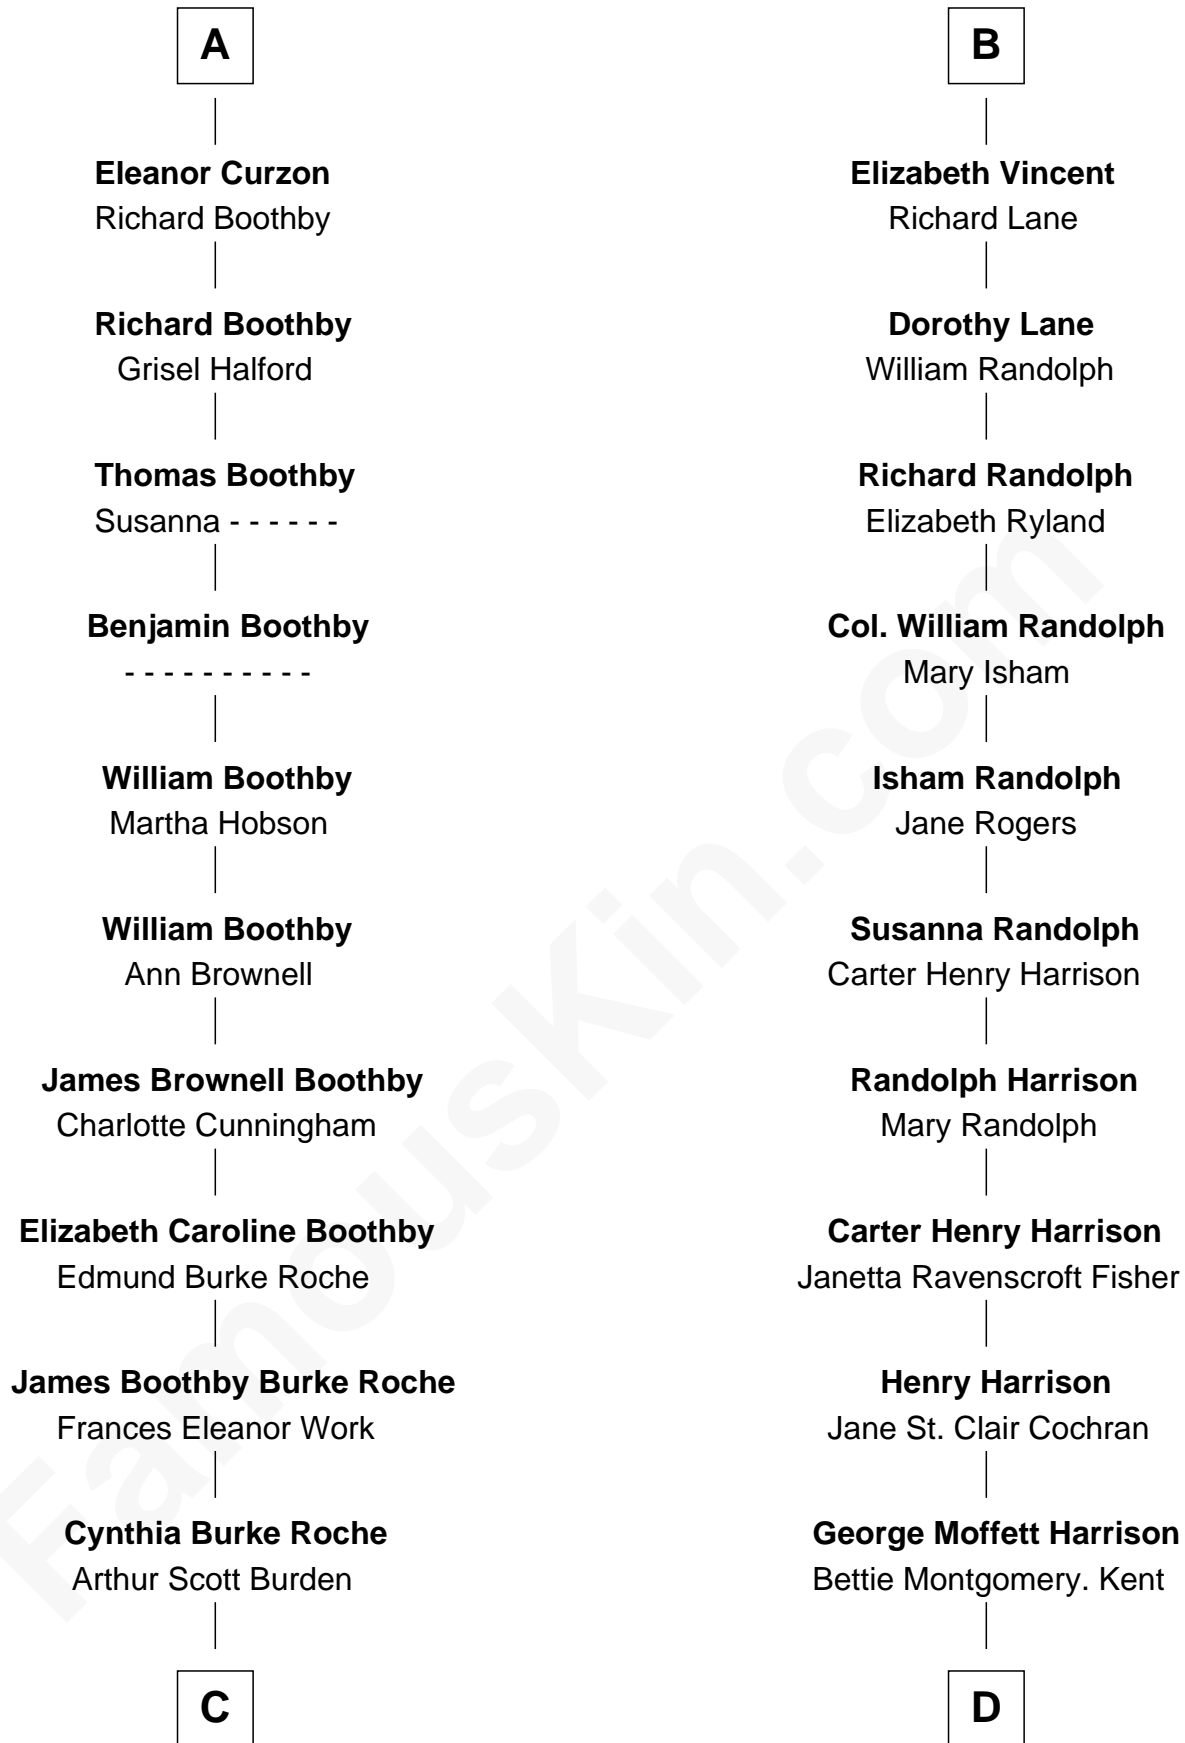 A
Eleanor Curzon
Richard Boothby
Richard Boothby
Grisel Halford
Thomas Boothby
Susanna - - - - - -
Benjamin Boothby
- - - - - - - - - -
William Boothby
Martha Hobson
William Boothby
Ann Brownell
James Brownell Boothby
Charlotte Cunningham
Elizabeth Caroline Boothby
Edmund Burke Roche
James Boothby Burke Roche
Frances Eleanor Work
Cynthia Burke Roche
Arthur Scott Burden
C
B
Elizabeth Vincent
Richard Lane
Dorothy Lane
William Randolph
Richard Randolph
Elizabeth Ryland
Col. William Randolph
Mary Isham
Isham Randolph
Jane Rogers
Susanna Randolph
Carter Henry Harrison
Randolph Harrison
Mary Randolph
Carter Henry Harrison
Janetta Ravenscroft Fisher
Henry Harrison
Jane St. Clair Cochran
George Moffett Harrison
Bettie Montgomery. Kent
D
FamousKin.com